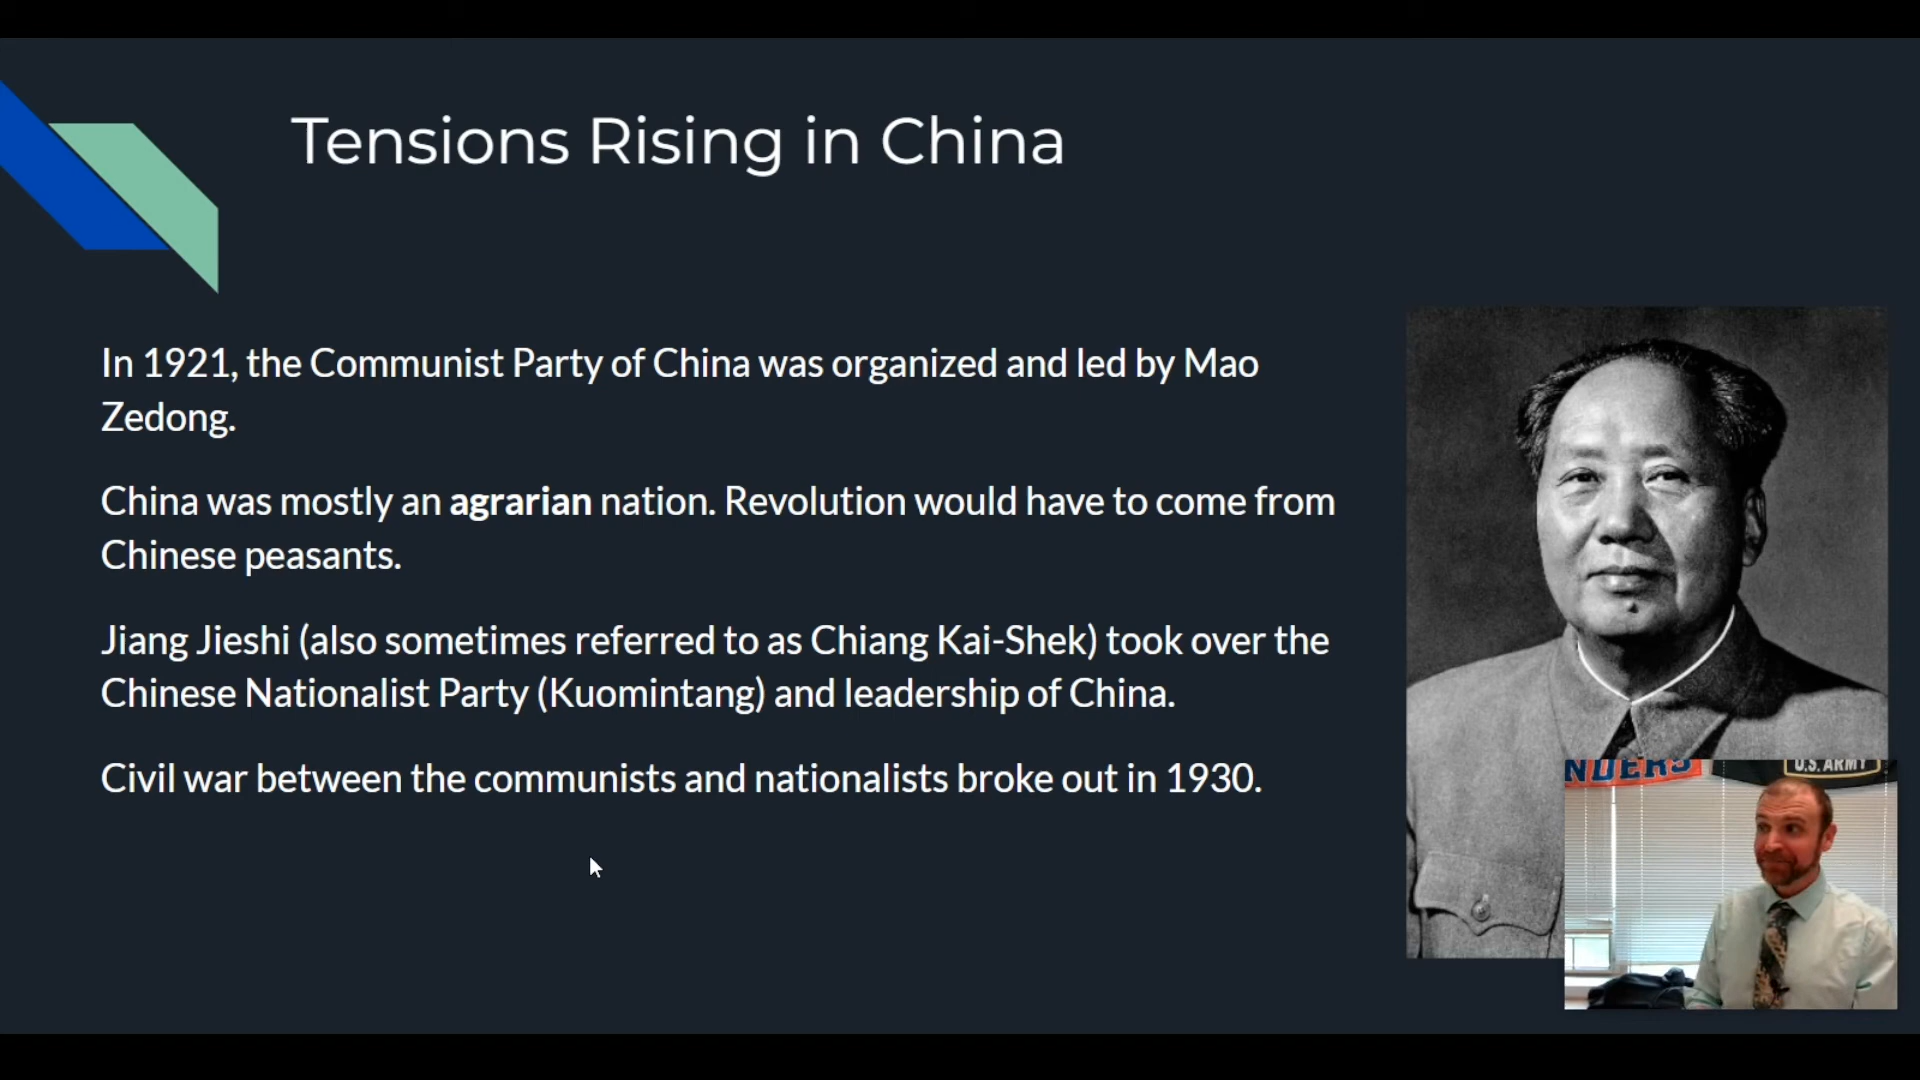 Tensions Rising in China
In 1921, the Communist Party of China was organized and led by Mao
Zedong.
China was mostly an agrarian nation. Revolution would have to come from
Chinese peasants.
Jiang Jieshi (also sometimes referred to as Chiang Kai-Shek) took over the
Chinese Nationalist Party (Kuomintang) and leadership of China.
Civil war between the communists and nationalists broke out in 1930.
NDERS
U.S. ARMY